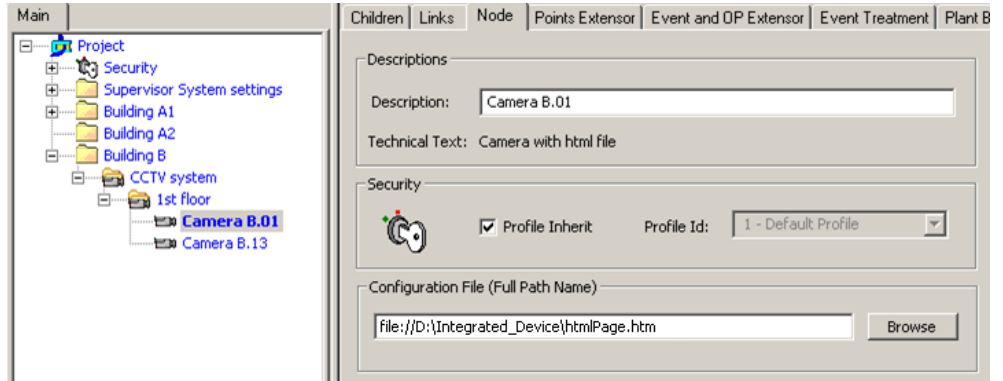 Main
Project
Security
Supervisor System settings
Building A1
Building A2
Building B
CCTV system
1st floor
Camera B.01
Camera B.13
Children Links Node Points Extensor Event and OP Extensor Event Treatment Plant B
Descriptions
Description: Camera B.01
Technical Text: Camera with html file
Security
Profile Inherit Profile Id: 1 - Default Profile
Configuration File (Full Path Name)
file://D:\Integrated_Device\htmlPage.htm Browse